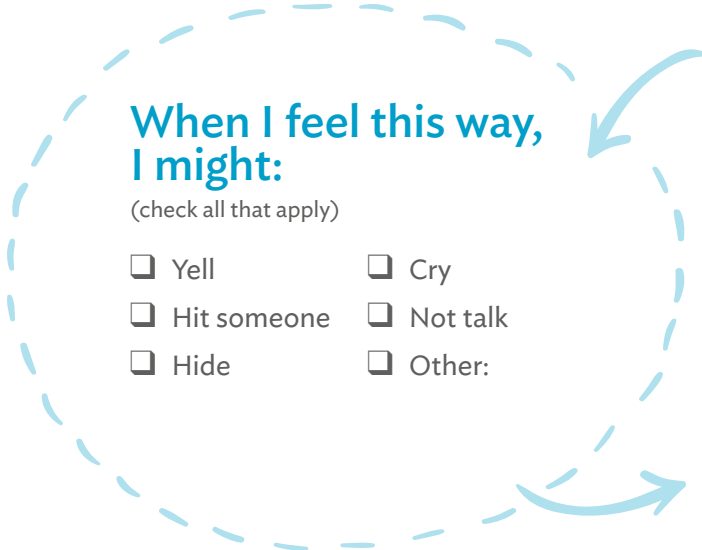 When I feel this way,
I might:
(check all that apply)
❑ Yell
❑ Hit someone
❑ Hide
❑ Cry
❑ Not talk
❑ Other: